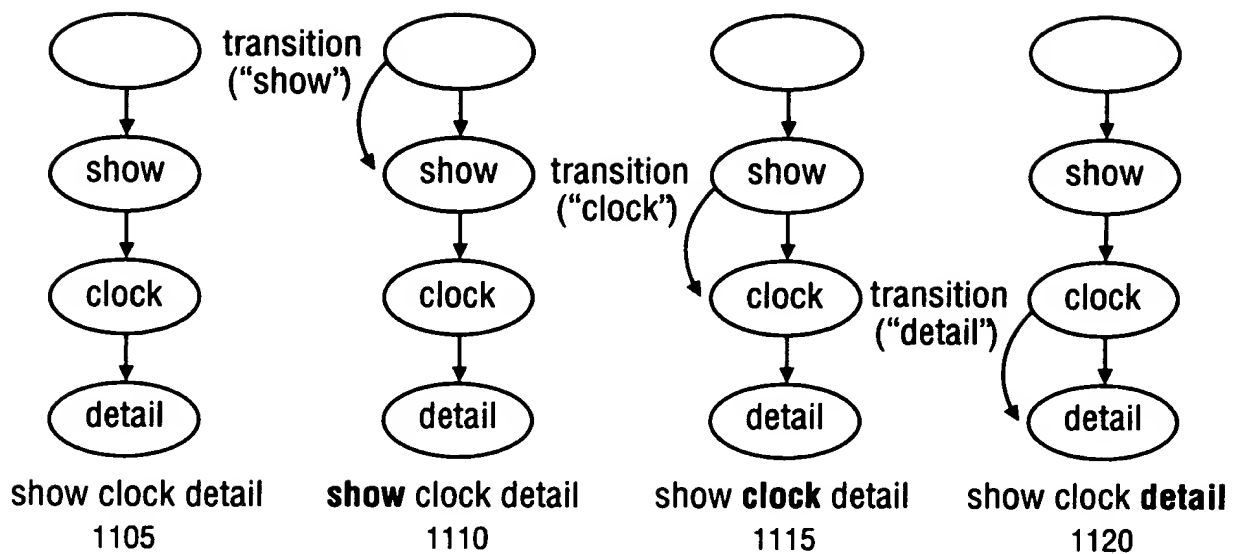 transition
("show")
show
show
transition
("clock")
show
show
clock
clock
clock
transition
("detail")
clock
detail
detail
detail
detail
show clock detail
show clock detail
show clock detail
show clock detail
1105
1110
1115
1120